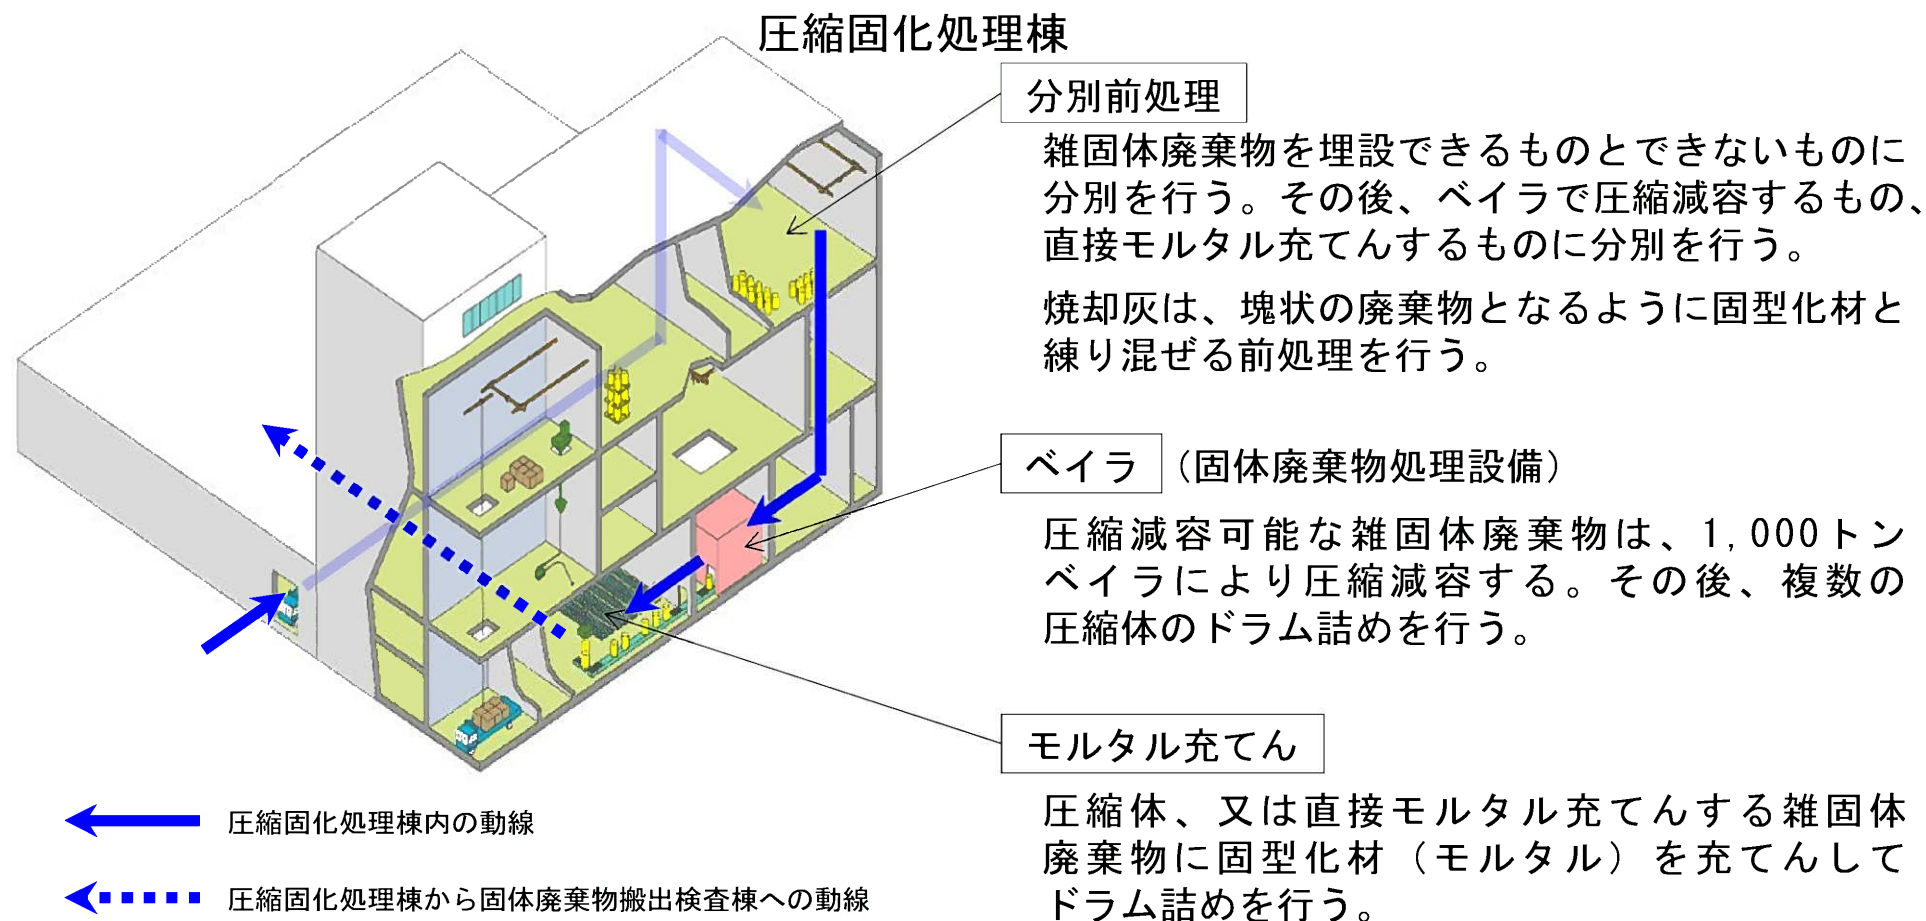 圧縮固化処理棟
分別前処理
雑固体廃棄物を埋設できるものとできないものに
分別を行う。その後、ベイラで圧縮減容するもの、
直接モルタル充てんするものに分別を行う。
焼却灰は、塊状の廃棄物となるように固型化材と
練り混ぜる前処理を行う。
ベイラ（固体廃棄物処理設備）
圧縮減容可能な雑固体廃棄物は、1,000トン
ベイラにより圧縮減容する。その後、複数の
圧縮体のドラム詰めを行う。
モルタル充てん
圧縮体、又は直接モルタル充てんする雑固体
廃棄物に固型化材（モルタル）を充てんして
ドラム詰めを行う。
圧縮固化処理棟内の動線
圧縮固化処理棟から固体廃棄物搬出検査棟への動線